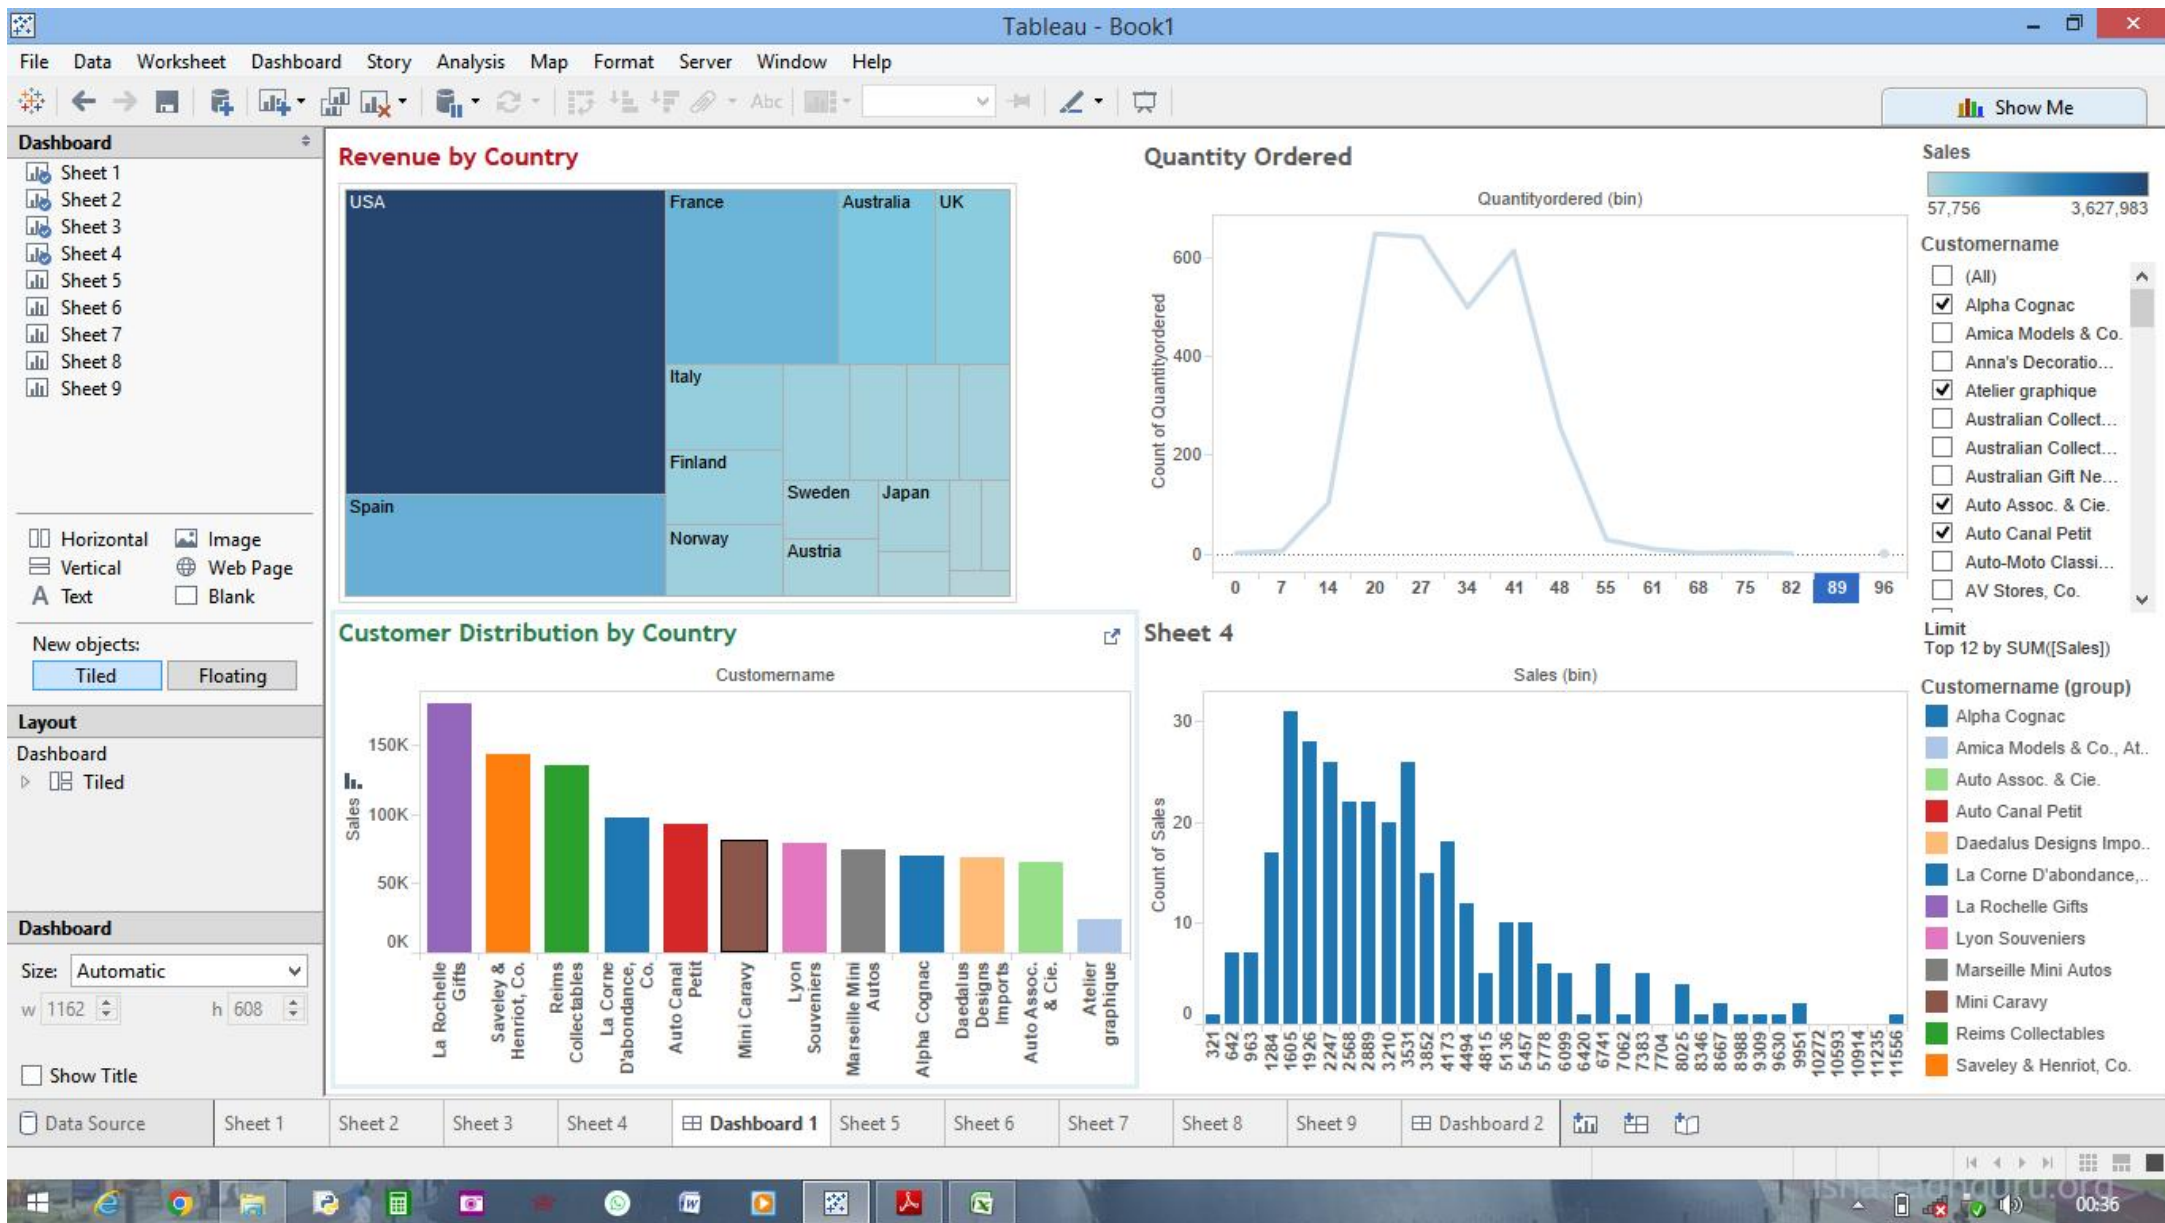 Tableau - Book1
File Data Worksheet Dashboard Story Analysis Map Format Server Window Help
Abc
Show Me
Dashboard
Sheet 1
Sheet 2
Sheet 3
Sheet 4
Sheet 5
Sheet 6
Sheet 7
Sheet 8
Sheet 9
Horizontal Image
Vertical Web Page
A Text Blank
New objects:
Tiled Floating
Layout
Dashboard
Tiled
Dashboard
Size: Automatic
w 1162 h 608
Show Title
Revenue by Country
USA
France
Australia
UK
Italy
Finland
Spain
Sweden
Japan
Norway
Austria
Quantity Ordered
Quantityordered (bin)
Count of Quantityordered
600
400
200
0
0 7 14 20 27 34 41 48 55 61 68 75 82 89 96
Customer Distribution by Country
Customername
Sales
150K
100K
50K
0K
La Rochelle Gifts
Saveley & Henriot, Co.
Reims Collectables
La Corne D'abondance, Co.
Auto Canal Petit
Mini Caravy
Lyon Souveniers
Marseille Mini Autos
Alpha Cognac
Daedalus Designs Imports
Auto Assoc. & Cie.
Atelier graphique
Sheet 4
Sales (bin)
Count of Sales
30
20
10
0
321 642 963 1284 1605 1926 2247 2568 2889 3210 3531 3852 4173 4494 4815 5136 5457 5778 6099 6420 6741 7062 7383 7704 8025 8346 8667 8988 9309 9630 9951 10272 10593 10914 11235 11556
Sales
57,756 3,627,983
Customername
(All)
Alpha Cognac
Amica Models & Co.
Anna's Decoratio...
Atelier graphique
Australian Collect...
Australian Collect...
Australian Gift Ne...
Auto Assoc. & Cie.
Auto Canal Petit
Auto-Moto Classi...
AV Stores, Co.
Limit
Top 12 by SUM([Sales])
Customername (group)
Alpha Cognac
Amica Models & Co., At..
Auto Assoc. & Cie.
Auto Canal Petit
Daedalus Designs Impo..
La Corne D'abondance,..
La Rochelle Gifts
Lyon Souveniers
Marseille Mini Autos
Mini Caravy
Reims Collectables
Saveley & Henriot, Co.
Data Source Sheet 1 Sheet 2 Sheet 3 Sheet 4 Dashboard 1 Sheet 5 Sheet 6 Sheet 7 Sheet 8 Sheet 9 Dashboard 2
00:36